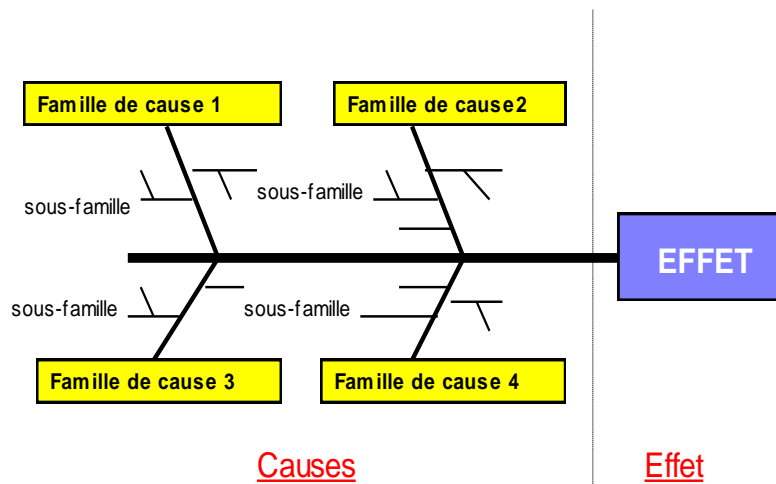 Famille de cause 1
Famille de cause2
sous-famille
sous-famille
EFFET
sous-famille
sous-famille
Famille de cause 3
Famille de cause 4
Causes
Effet